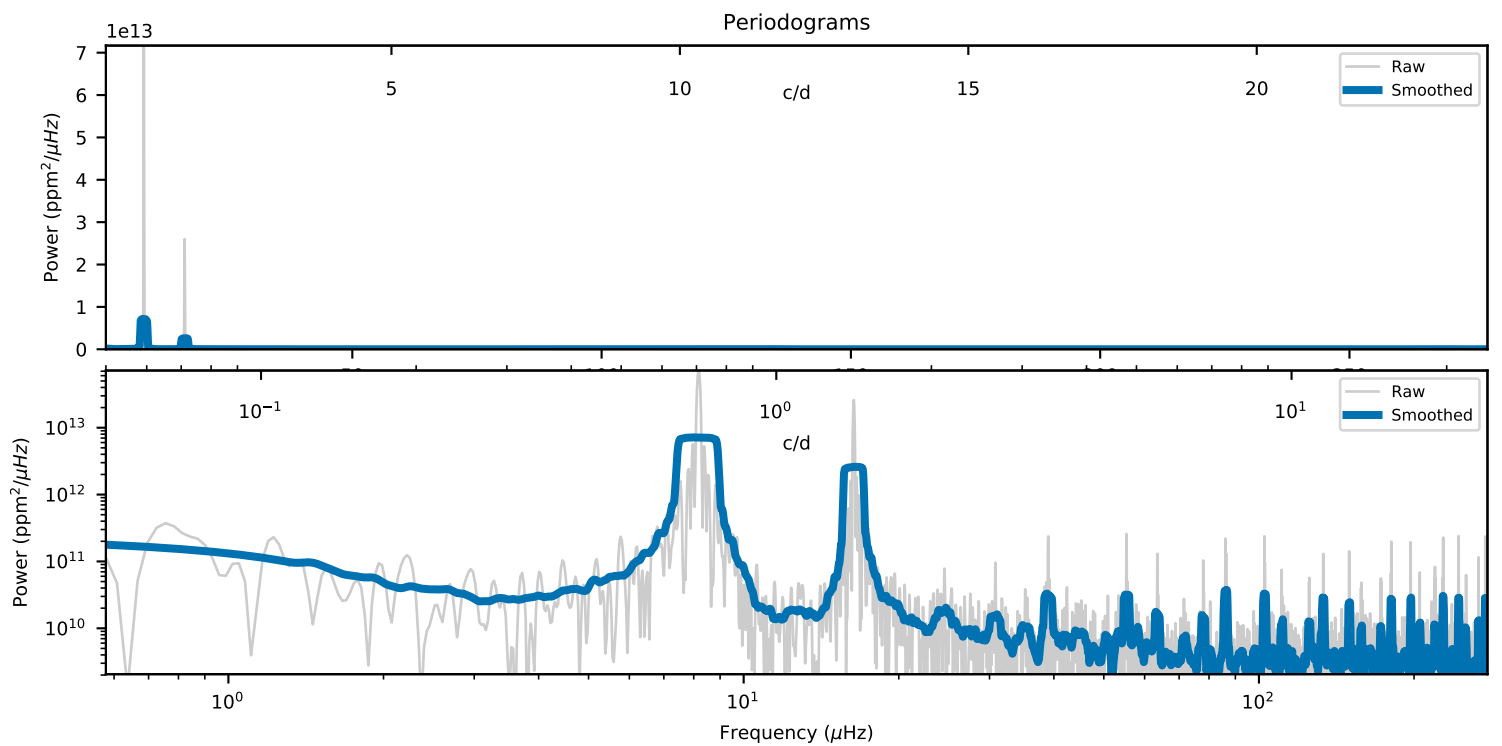 Periodograms
1e13
7
6
5
4
3
2
1
0
Power (ppm²/μHz)
5
10
15
20
c/d
Raw
Smoothed
10⁻¹
10⁰
10¹
c/d
Raw
Smoothed
10¹³
10¹²
10¹¹
10¹⁰
Power (ppm²/μHz)
10⁰
10¹
10²
Frequency (μHz)